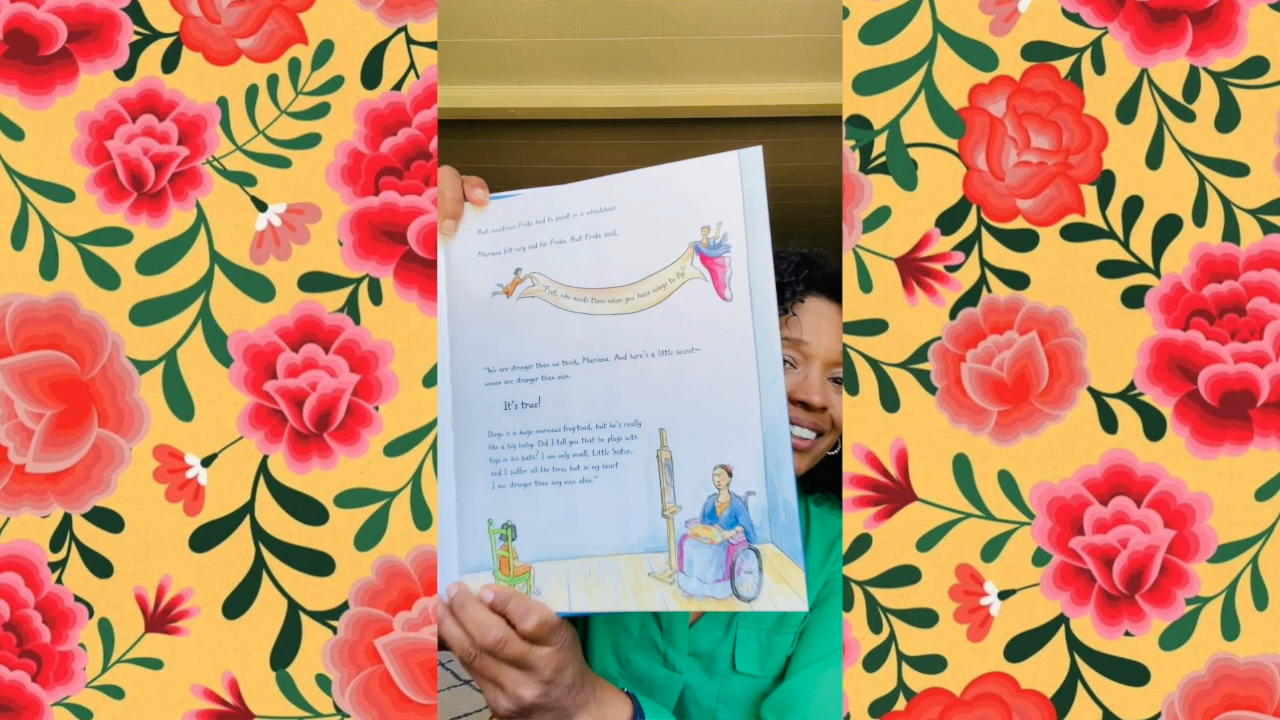 But sometimes Frida had to paint in a wheelchair.
Mariana felt very sad for Frida. But Frida said,
"Feet, who needs them when you have wings to fly?"
"We are stronger than we think, Mariana. And here's a little secret—
women are stronger than men.
It's true!
Diego is a huge enormous frog-toad, but he's really
like a big baby. Did I tell you that he plays with
toys in his bath? I am only small, Little Sister,
and I suffer all the time, but in my heart
I am stronger than any man alive."